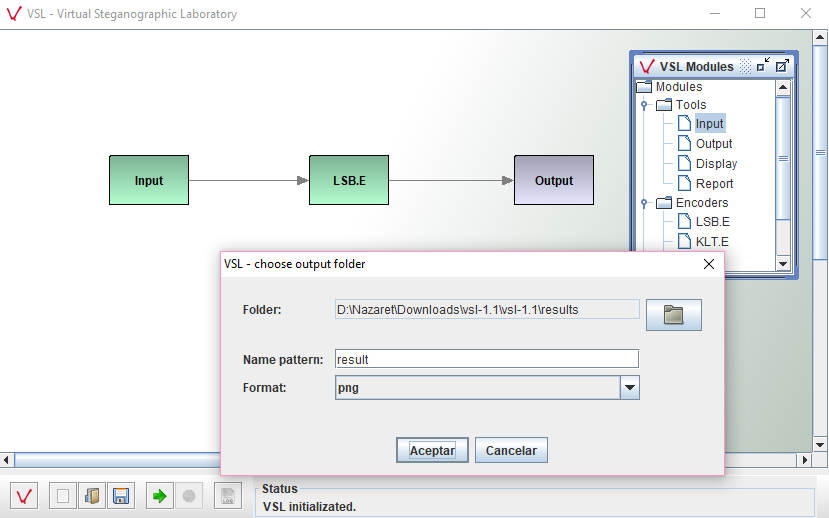 VSL - Virtual Steganographic Laboratory
VSL Modules
Modules
Tools
Input
Output
Display
Report
Encoders
LSB.E
KLT.E
Input
LSB.E
Output
VSL - choose output folder
Folder:
D:\Nazaret\Downloads\vsl-1.1\vsl-1.1\results
Name pattern:
result
Format:
png
Aceptar
Cancelar
LOG
Status
VSL initializated.